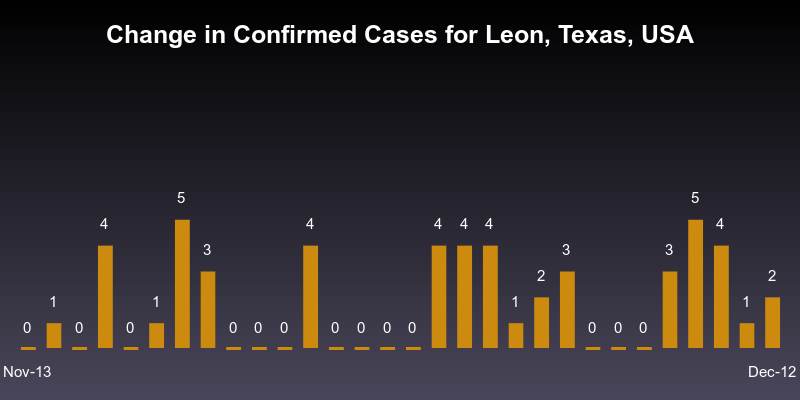 Change in Confirmed Cases for Leon, Texas, USA
0 1 0 4 0 1 5 3 0 0 0 4 0 0 0 0 4 4 4 1 2 3 0 0 0 3 5 4 1 2
Nov-13 Dec-12